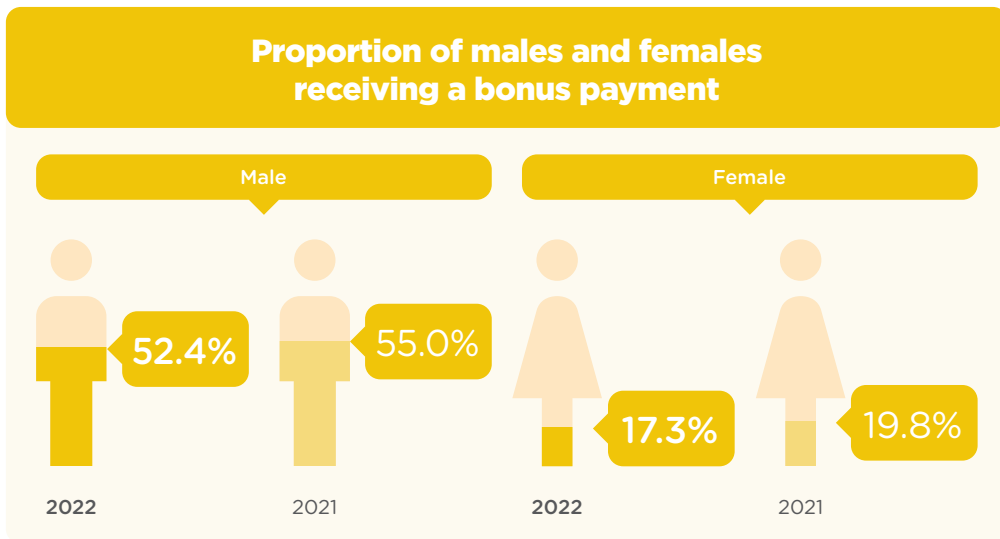 Proportion of males and females
receiving a bonus payment
Male
Female
52.4%
55.0%
17.3%
19.8%
2022
2021
2022
2021